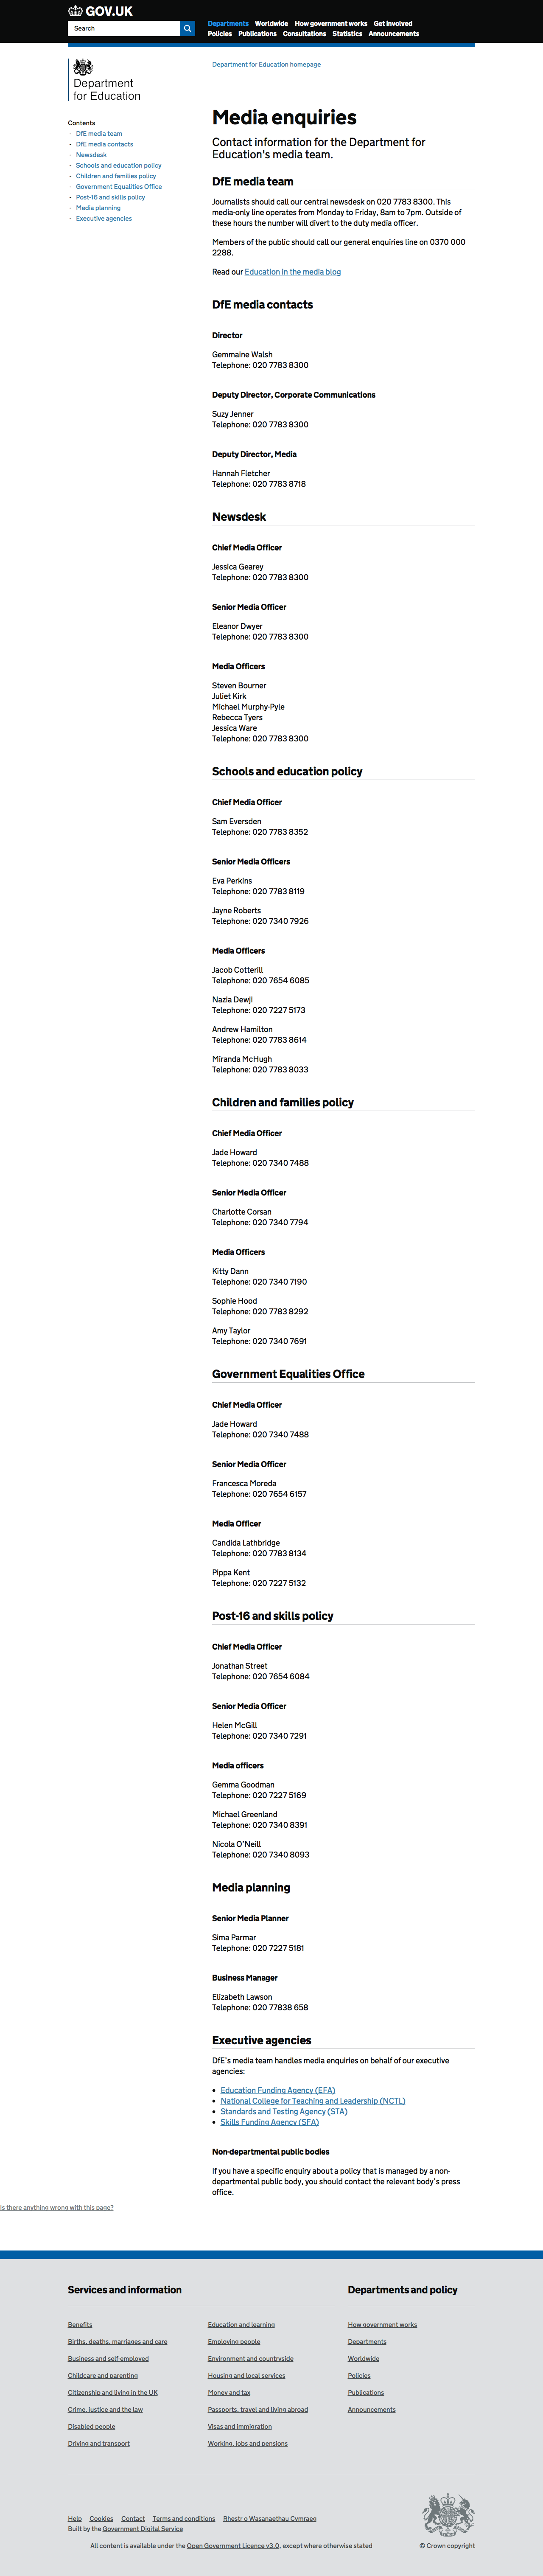 GOV.UK
Search
Departments Worldwide How government works Get involved
Policies Publications Consultations Statistics Announcements
Department
for Education
Department for Education homepage
Contents
- DfE media team
- DfE media contacts
- Newsdesk
- Schools and education policy
- Children and families policy
- Government Equalities Office
- Post-16 and skills policy
- Media planning
- Executive agencies
Media enquiries
Contact information for the Department for
Education's media team.
DfE media team
Journalists should call our central newsdesk on 020 7783 8300. This
media-only line operates from Monday to Friday, 8am to 7pm. Outside of
these hours the number will divert to the duty media officer.
Members of the public should call our general enquiries line on 0370 000
2288.
Read our Education in the media blog
DfE media contacts
Director
Gemmaine Walsh
Telephone: 020 7783 8300
Deputy Director, Corporate Communications
Suzy Jenner
Telephone: 020 7783 8300
Deputy Director, Media
Hannah Fletcher
Telephone: 020 7783 8718
Newsdesk
Chief Media Officer
Jessica Gearey
Telephone: 020 7783 8300
Senior Media Officer
Eleanor Dwyer
Telephone: 020 7783 8300
Media Officers
Steven Bourner
Juliet Kirk
Michael Murphy-Pyle
Rebecca Tyers
Jessica Ware
Telephone: 020 7783 8300
Schools and education policy
Chief Media Officer
Sam Eversden
Telephone: 020 7783 8352
Senior Media Officers
Eva Perkins
Telephone: 020 7783 8119
Jayne Roberts
Telephone: 020 7340 7926
Media Officers
Jacob Cotterill
Telephone: 020 7654 6085
Nazia Dewji
Telephone: 020 7227 5173
Andrew Hamilton
Telephone: 020 7783 8614
Miranda McHugh
Telephone: 020 7783 8033
Children and families policy
Chief Media Officer
Jade Howard
Telephone: 020 7340 7488
Senior Media Officer
Charlotte Corsan
Telephone: 020 7340 7794
Media Officers
Kitty Dann
Telephone: 020 7340 7190
Sophie Hood
Telephone: 020 7783 8292
Amy Taylor
Telephone: 020 7340 7691
Government Equalities Office
Chief Media Officer
Jade Howard
Telephone: 020 7340 7488
Senior Media Officer
Francesca Moreda
Telephone: 020 7654 6157
Media Officer
Candida Lathbridge
Telephone: 020 7783 8134
Pippa Kent
Telephone: 020 7227 5132
Post-16 and skills policy
Chief Media Officer
Jonathan Street
Telephone: 020 7654 6084
Senior Media Officer
Helen McGill
Telephone: 020 7340 7291
Media officers
Gemma Goodman
Telephone: 020 7227 5169
Michael Greenland
Telephone: 020 7340 8391
Nicola O'Neill
Telephone: 020 7340 8093
Media planning
Senior Media Planner
Sima Parmar
Telephone: 020 7227 5181
Business Manager
Elizabeth Lawson
Telephone: 020 77838 658
Executive agencies
DfE's media team handles media enquiries on behalf of our executive
agencies:
• Education Funding Agency (EFA)
• National College for Teaching and Leadership (NCTL)
• Standards and Testing Agency (STA)
• Skills Funding Agency (SFA)
Non-departmental public bodies
If you have a specific enquiry about a policy that is managed by a non-
departmental public body, you should contact the relevant body's press
office.
Is there anything wrong with this page?
Services and information
Benefits
Births, deaths, marriages and care
Business and self-employed
Childcare and parenting
Citizenship and living in the UK
Crime, justice and the law
Disabled people
Driving and transport
Education and learning
Employing people
Environment and countryside
Housing and local services
Money and tax
Passports, travel and living abroad
Visas and immigration
Working, jobs and pensions
Departments and policy
How government works
Departments
Worldwide
Policies
Publications
Announcements
Help Cookies Contact Terms and conditions Rhestr o Wasanaethau Cymraeg
Built by the Government Digital Service
All content is available under the Open Government Licence v3.0, except where otherwise stated
© Crown copyright